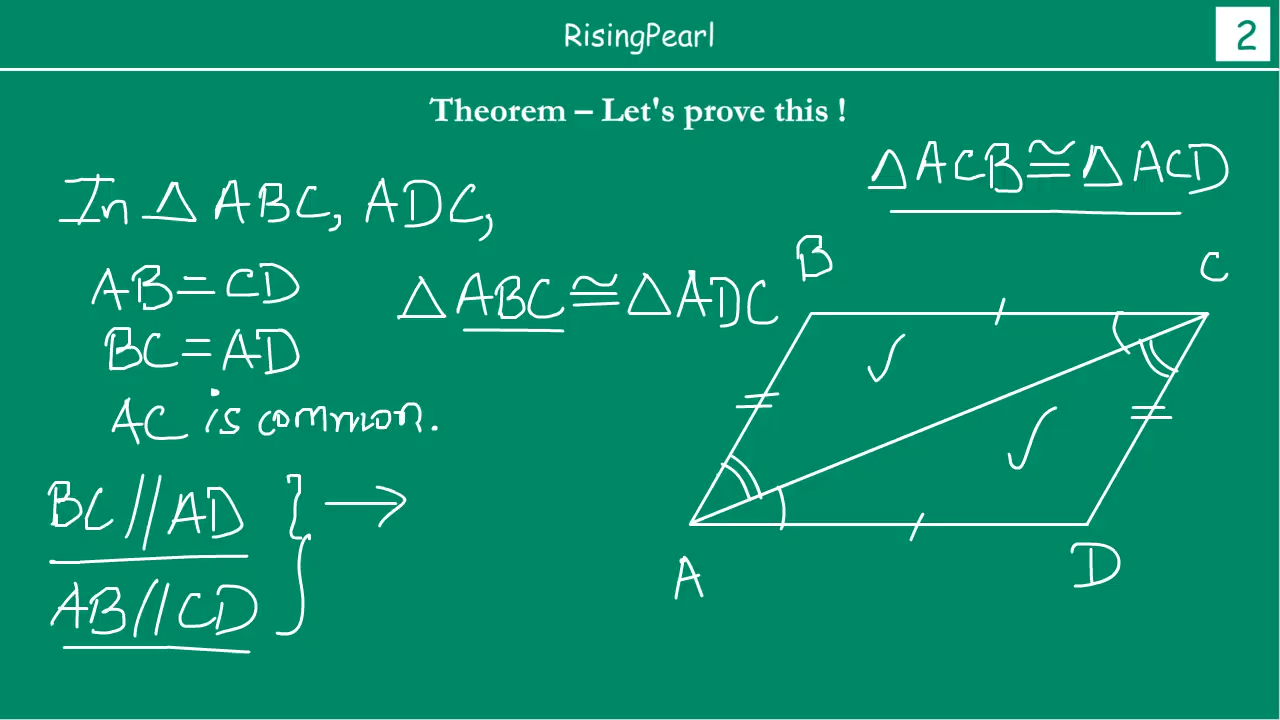 RisingPearl
2
Theorem – Let's prove this !
△ACB≅△ACD
In △ ABC, ADC,
AB=CD
△ABC≅△ADC
BC=AD
AC is common.
BC//AD } →
AB//CD }
B
C
A
D